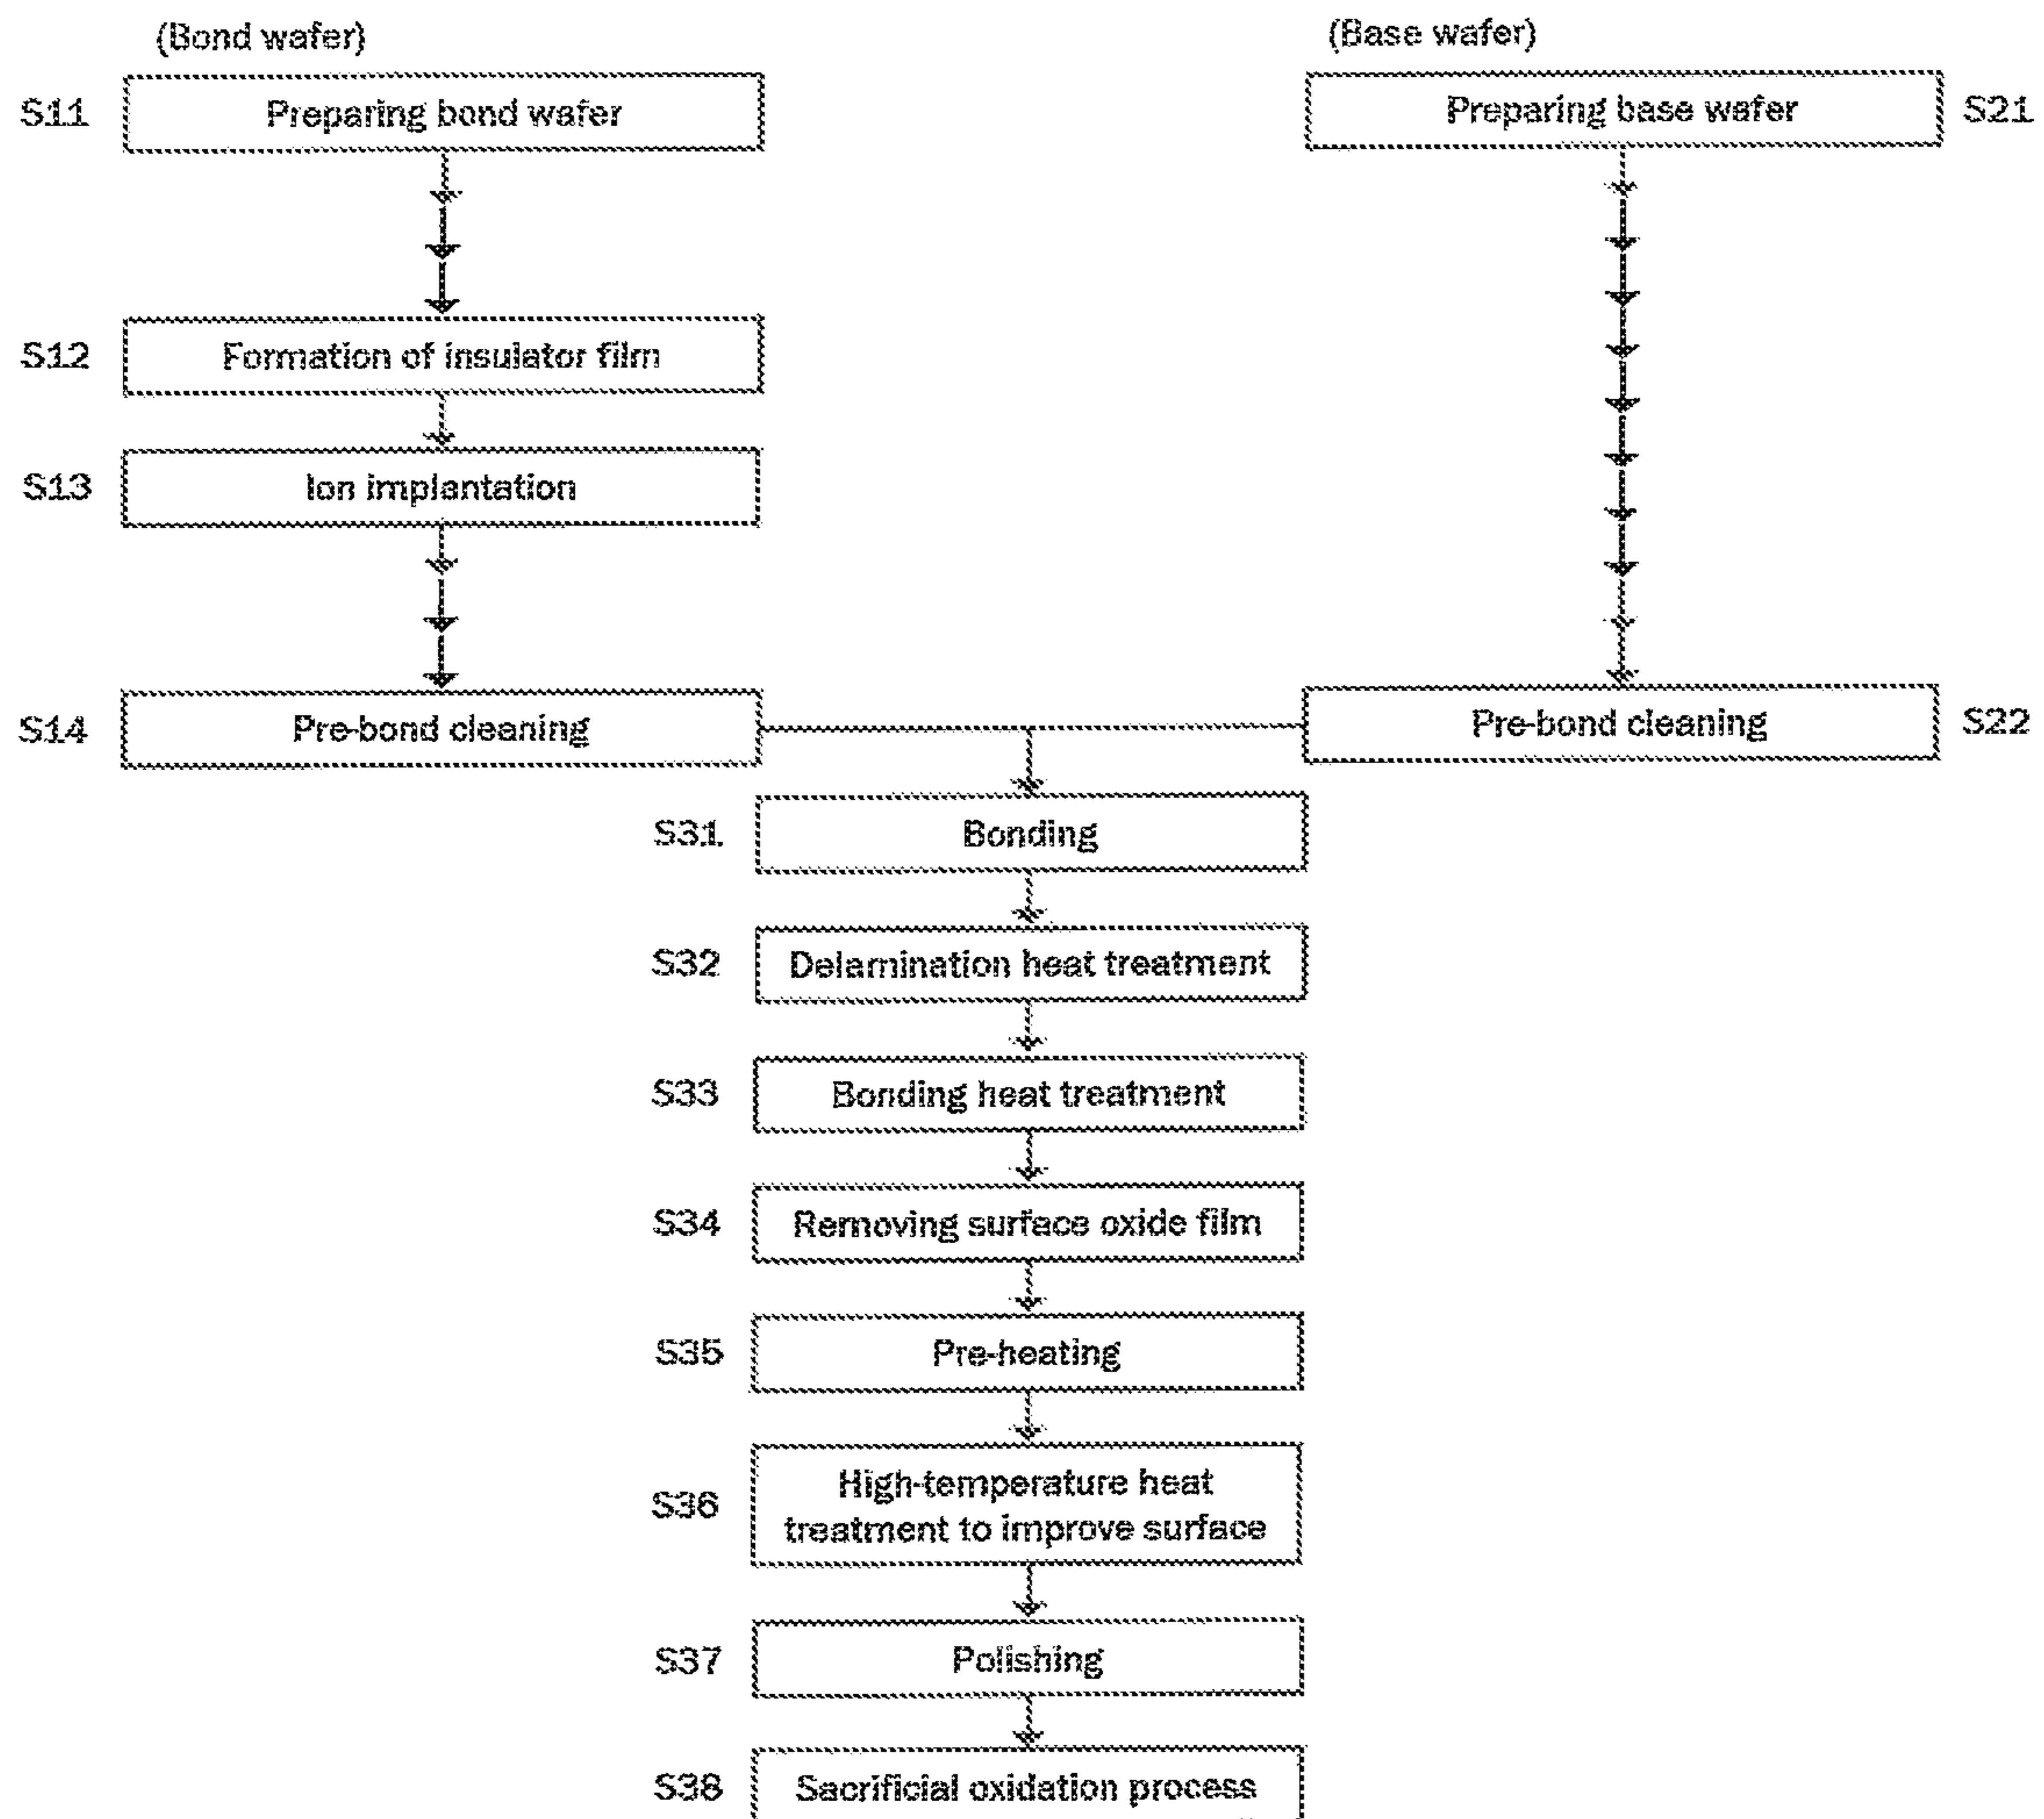 (Bond wafer)
(Base wafer)
S11 Preparing bond wafer
Preparing base wafer S21
S12 Formation of insulator film
S13 Ion implantation
S14 Pre-bond cleaning
Pre-bond cleaning S22
S31 Bonding
S32 Delamination heat treatment
S33 Bonding heat treatment
S34 Removing surface oxide film
S35 Pre-heating
S36 High-temperature heat
treatment to improve surface
S37 Polishing
S38 Sacrificial oxidation process